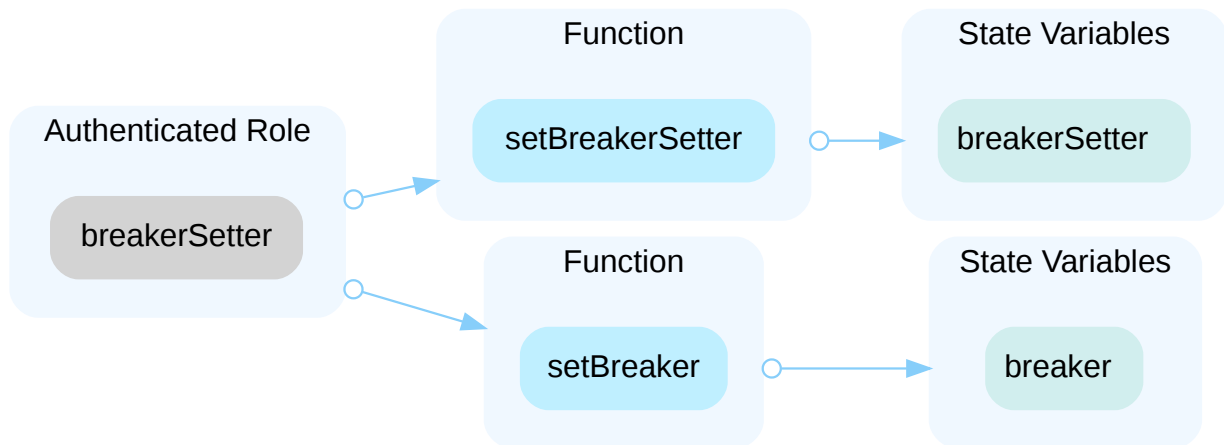 Authenticated Role
breakerSetter
Function
setBreakerSetter
State Variables
breakerSetter
Function
setBreaker
State Variables
breaker